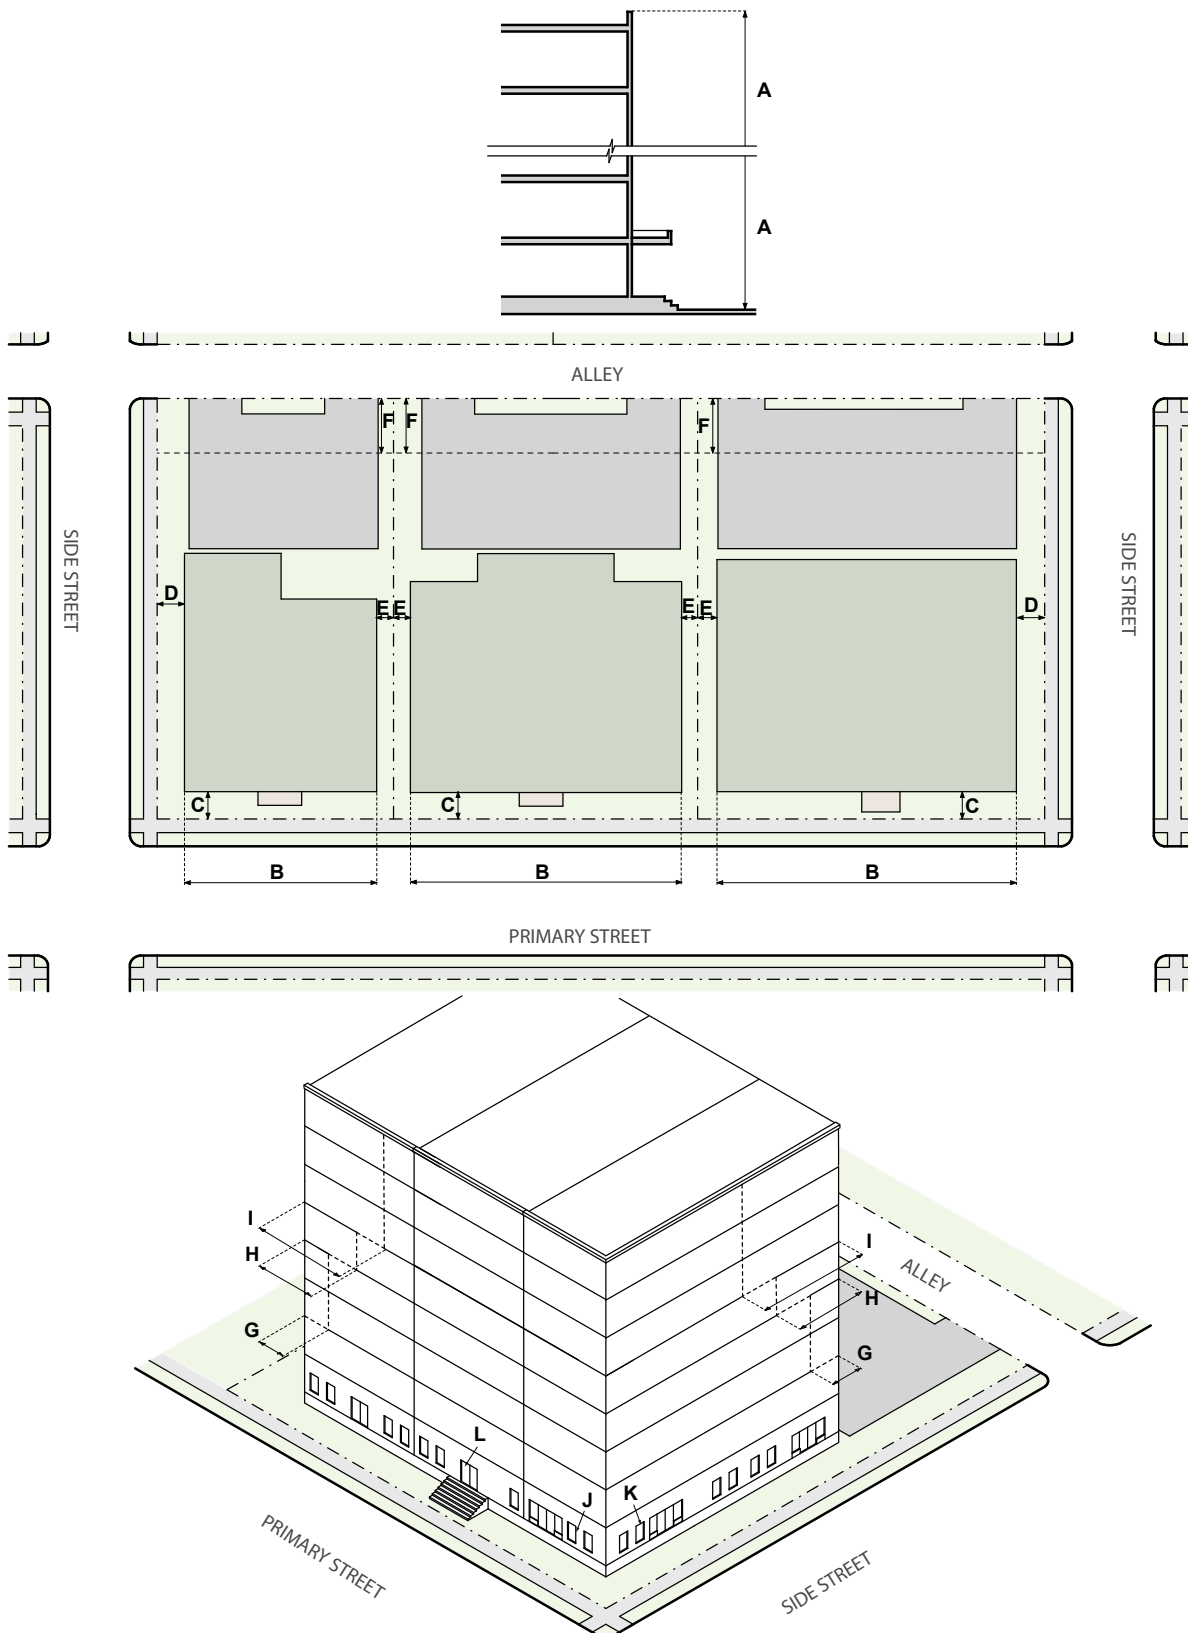 A
A
ALLEY
F F F
SIDE STREET
SIDE STREET
D E E E E D
C C C
B B B
PRIMARY STREET
I
H
G
I
H
G
ALLEY
L
J
K
PRIMARY STREET
SIDE STREET